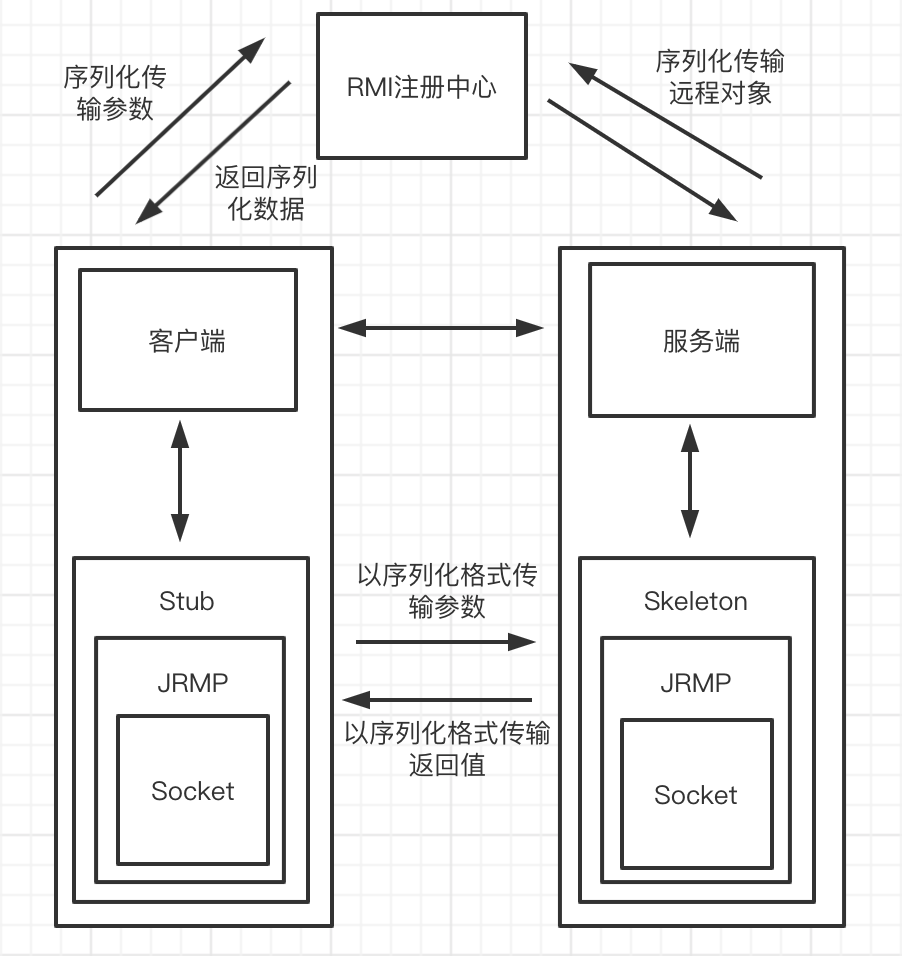 RMI注册中心
序列化传
输参数
返回序列
化数据
序列化传输
远程对象
客户端
服务端
Stub
JRMP
Socket
以序列化格式传
输参数
以序列化格式传输
返回值
Skeleton
JRMP
Socket